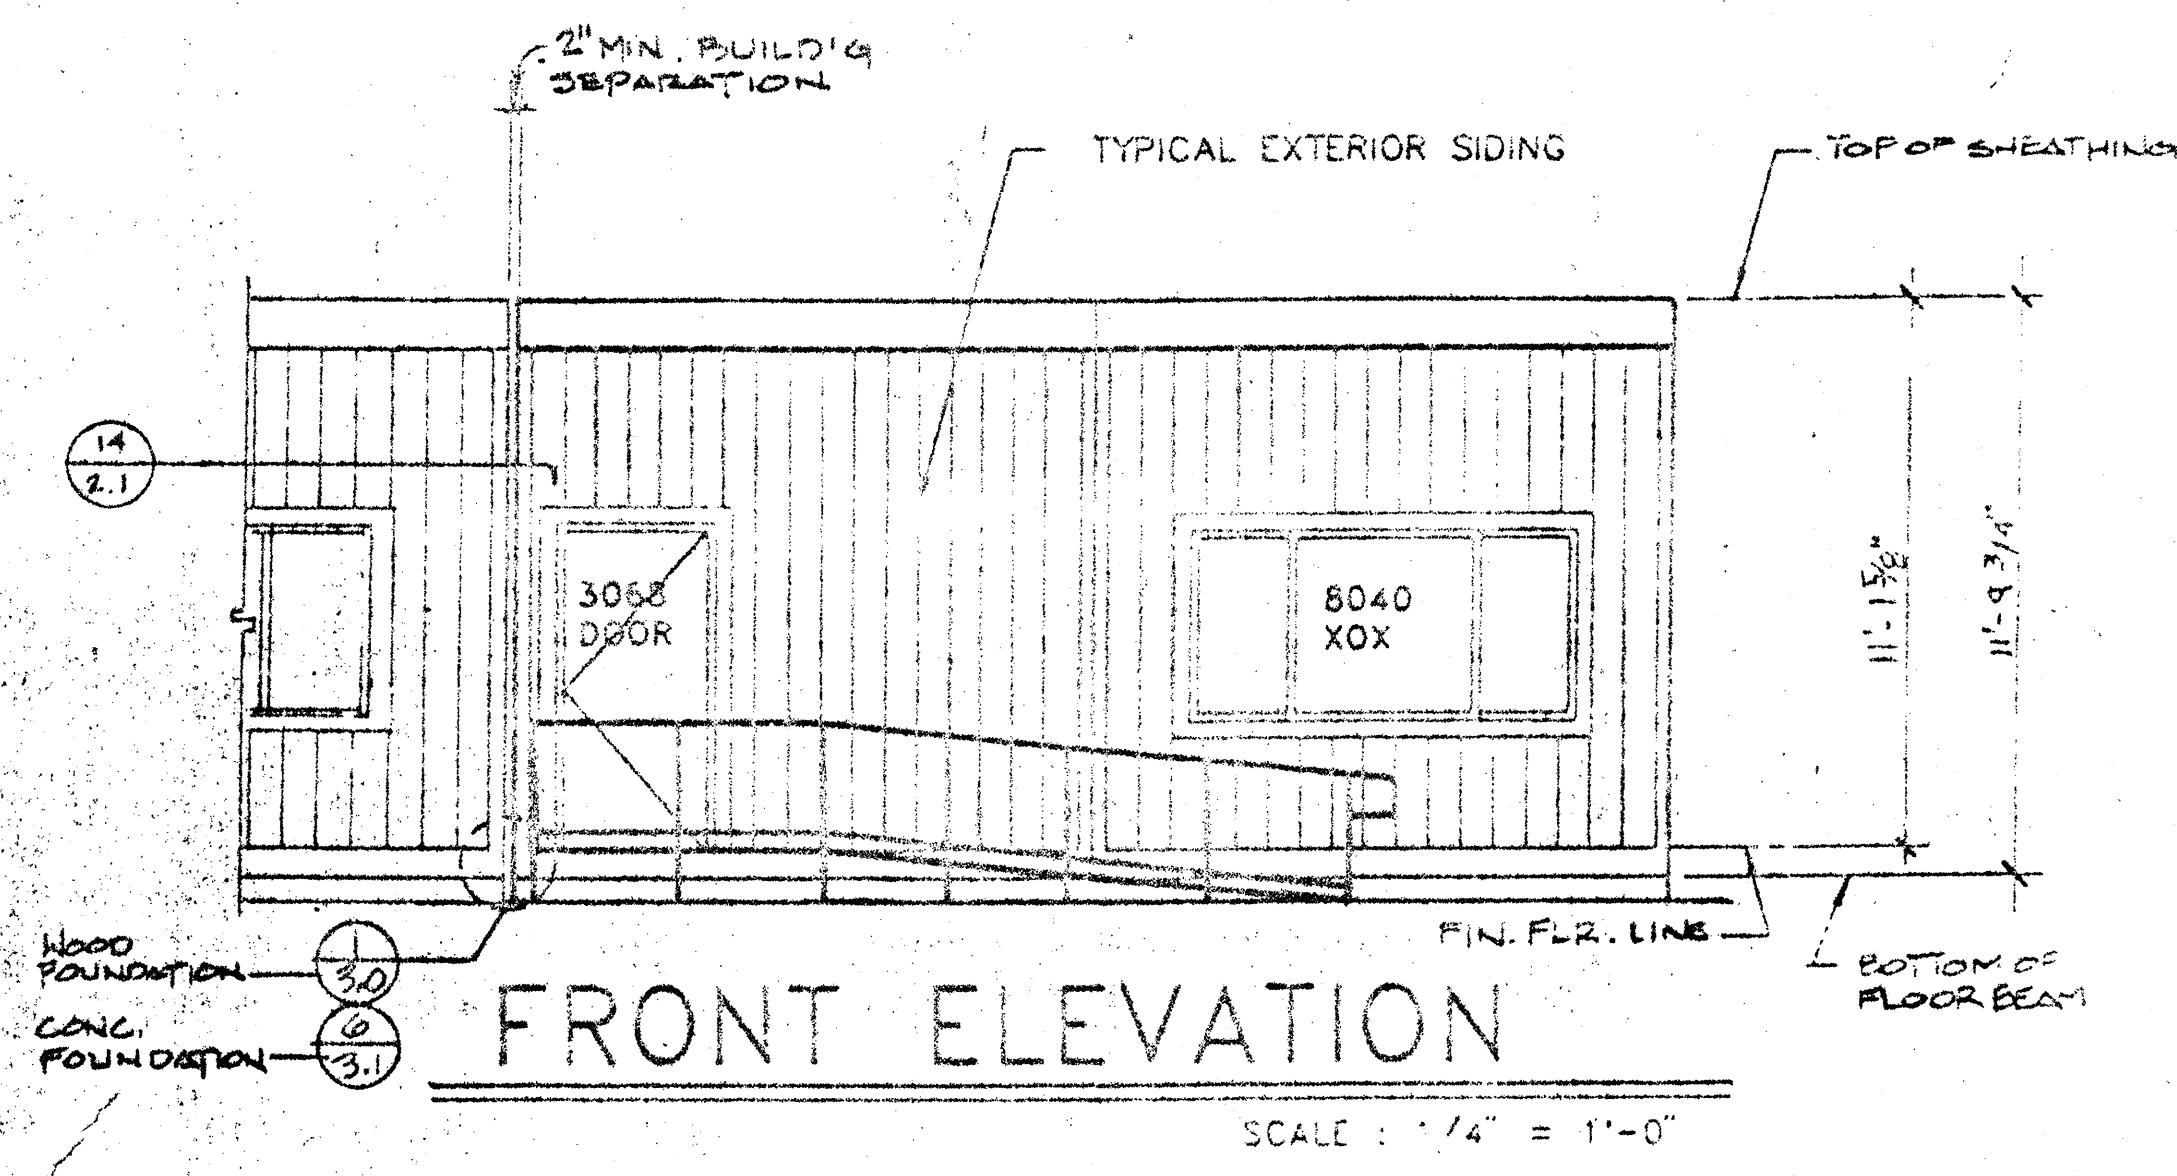 2" MIN. BUILD'G
SEPARATION
TYPICAL EXTERIOR SIDING
TOP OF SHEATHING
14
2.1
3068
DOOR
8040
XOX
11'-1 5/8"
11'-9 3/4"
FIN. FLR. LINE
BOTTOM OF
FLOOR BEAM
WOOD
FOUNDATION
1
3.0
CONC.
FOUNDATION
6
3.1
FRONT ELEVATION
SCALE : 1/4" = 1'-0"